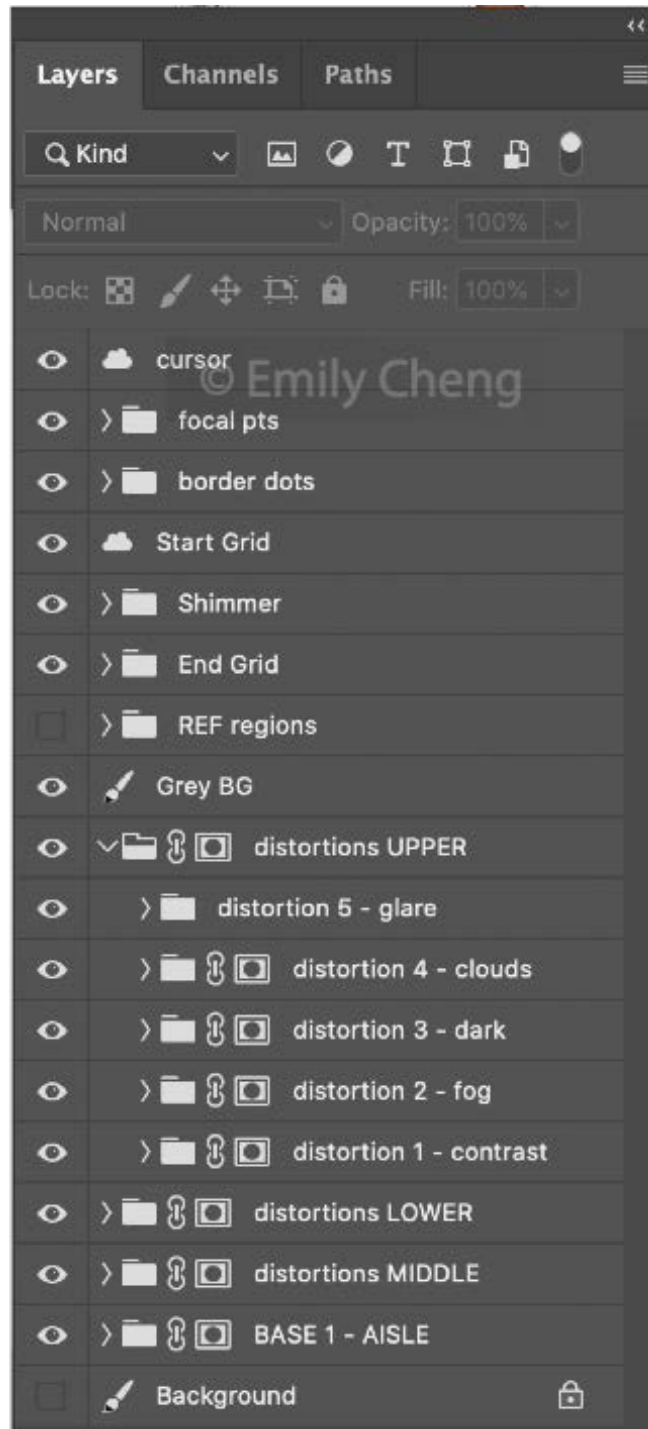 Layers Channels Paths
Kind T
Normal Opacity: 100%
Lock: Fill: 100%
cursor
© Emily Cheng
focal pts
border dots
Start Grid
Shimmer
End Grid
REF regions
Grey BG
distortions UPPER
distortion 5 - glare
distortion 4 - clouds
distortion 3 - dark
distortion 2 - fog
distortion 1 - contrast
distortions LOWER
distortions MIDDLE
BASE 1 - AISLE
Background